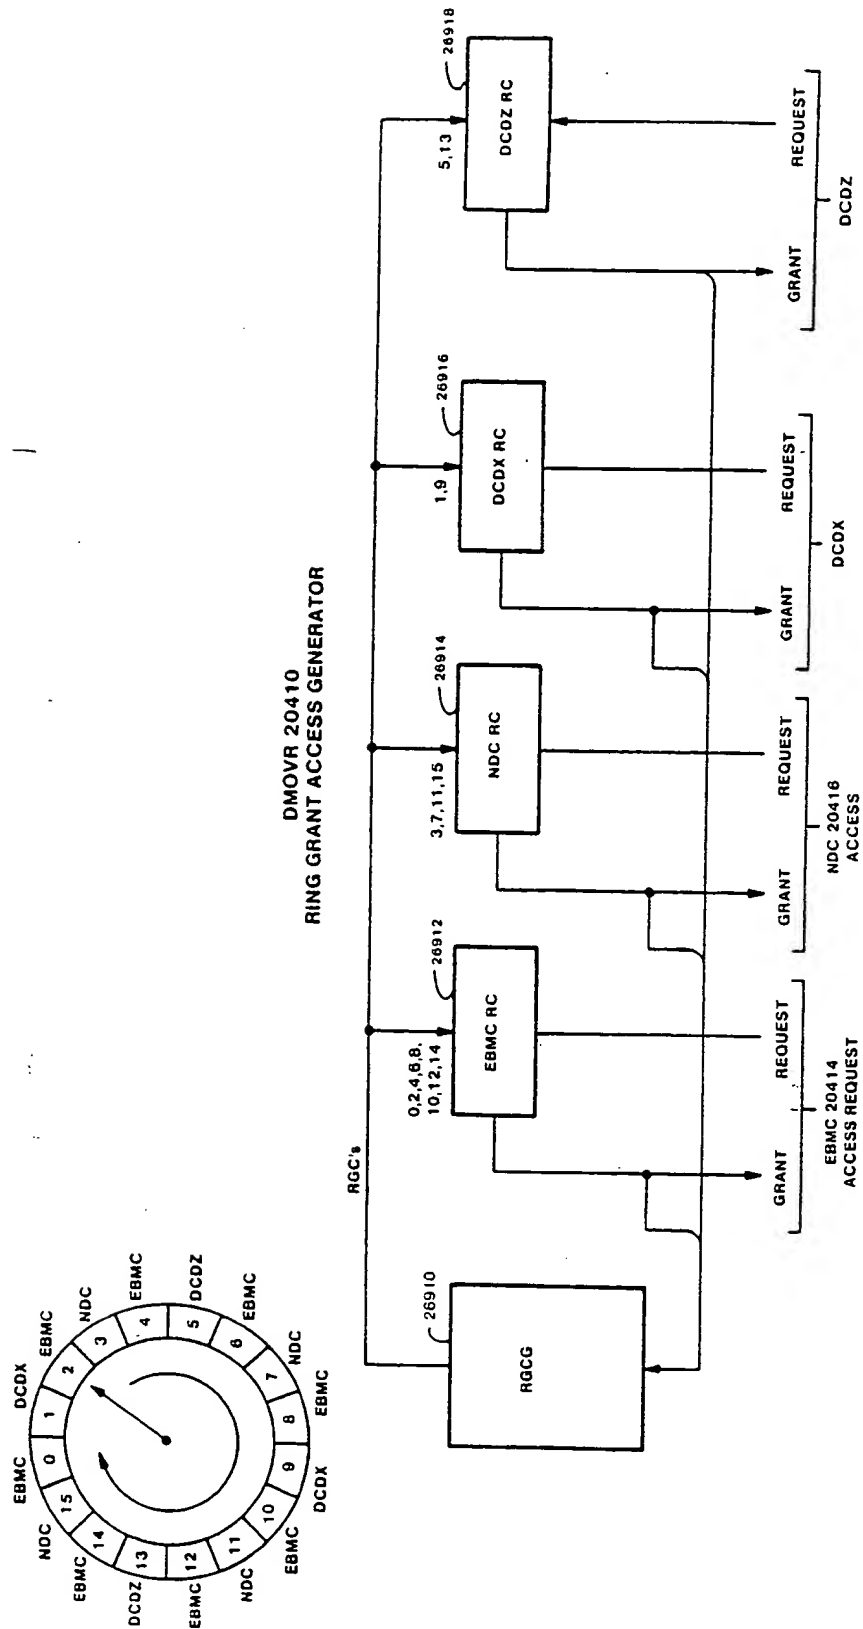 DMOVR 20410
RING GRANT ACCESS GENERATOR
EBMC
DCDX
EBMC
NDC
EBMC
DCDZ
EBMC
NDC
EBMC
DCDX
EBMC
NDC
EBMC
DCDZ
EBMC
NDC
0
1
2
3
4
5
6
7
8
9
10
11
12
13
14
15
RGC's
26910
RGCG
0,2,4,6,8,
10,12,14
26912
EBMC RC
3,7,11,15
26914
NDC RC
1,9
26916
DCDX RC
5,13
26918
DCDZ RC
GRANT
REQUEST
EBMC 20414
ACCESS REQUEST
GRANT
REQUEST
NDC 20416
ACCESS
GRANT
REQUEST
DCDX
GRANT
REQUEST
DCDZ